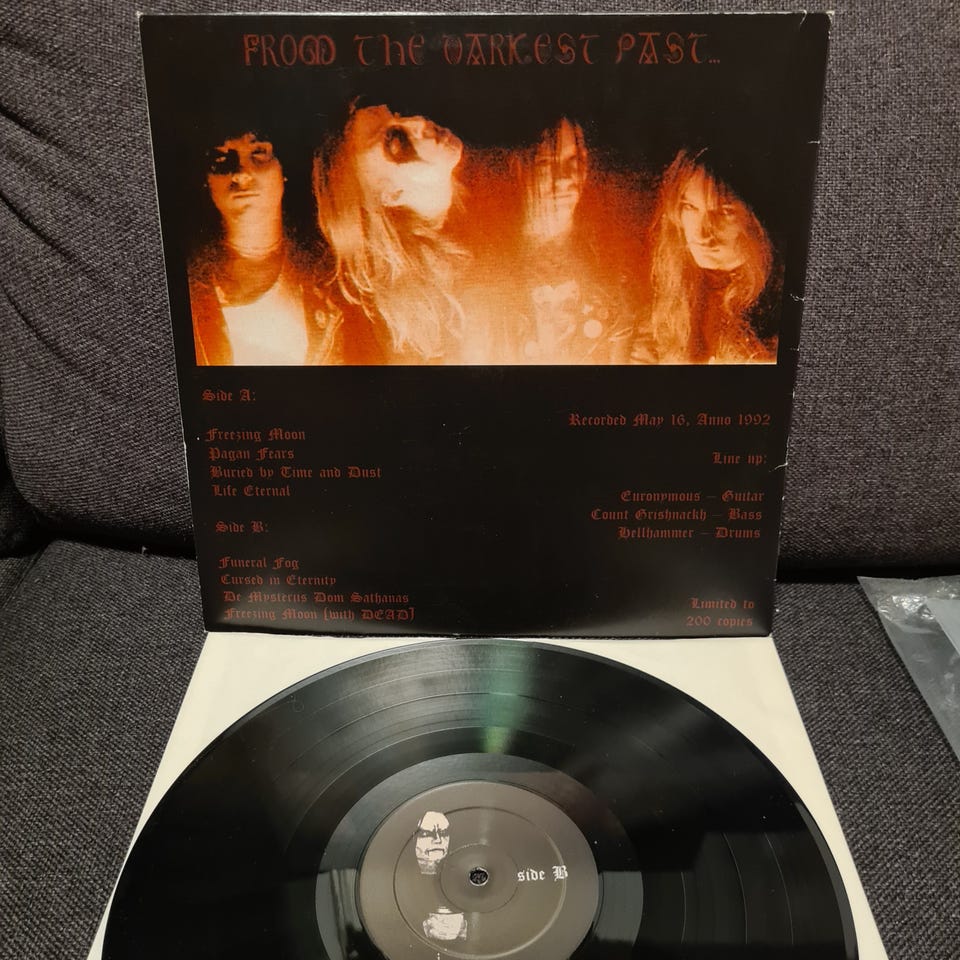 FROM THE DARKEST PAST...
Side A:
Freezing Moon
Pagan Fears
Buried by Time and Dust
Life Eternal
Side B:
Funeral Fog
Cursed in Eternity
De Mysteriis Dom Sathanas
Freezing Moon [with DEAD]
Recorded May 16, Anno 1992
Line up:
Euronymous – Guitar
Count Grishnackh – Bass
Hellhammer – Drums
Limited to
200 copies
side B